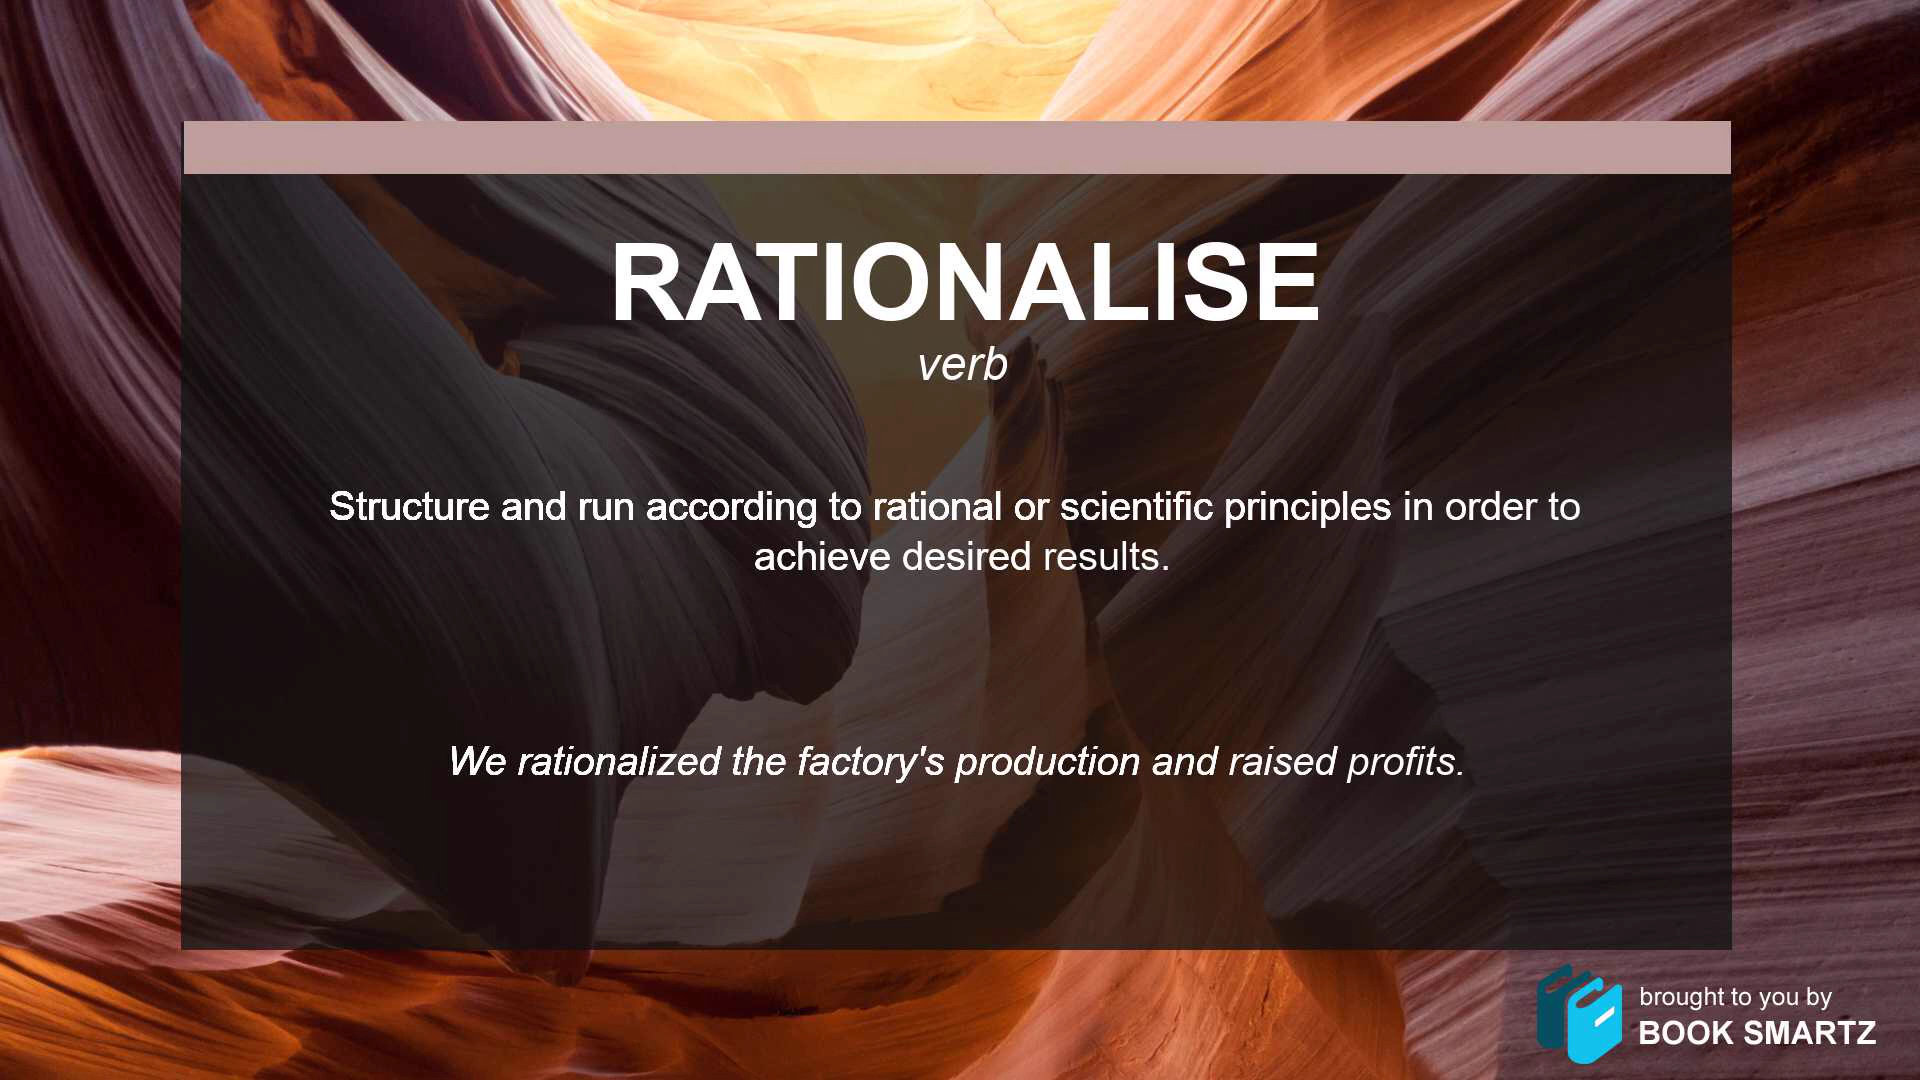 RATIONALISE
verb
Structure and run according to rational or scientific principles in order to
achieve desired results.
We rationalized the factory's production and raised profits.
brought to you by
BOOK SMARTZ